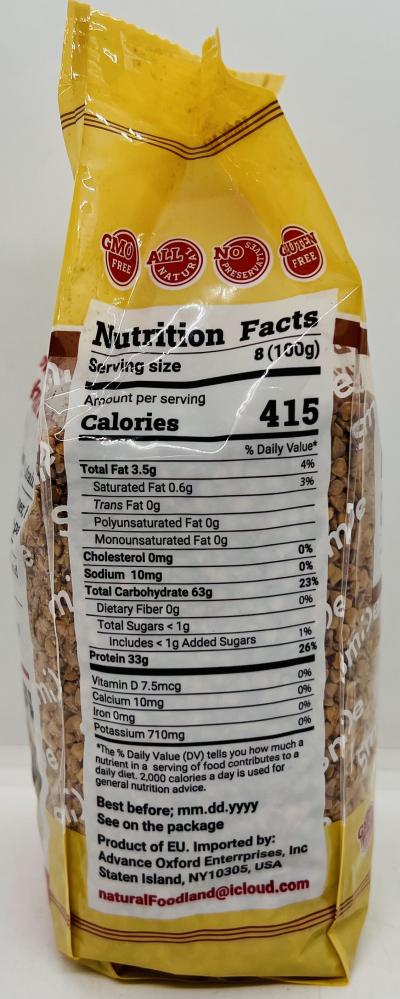 GMO FREE
ALL NATURAL
NO PRESERVATIVES
GLUTEN FREE
Nutrition Facts
Serving size 8 (100g)
Amount per serving
Calories 415
% Daily Value*
Total Fat 3.5g 4%
Saturated Fat 0.6g 3%
Trans Fat 0g
Polyunsaturated Fat 0g
Monounsaturated Fat 0g
Cholesterol 0mg 0%
Sodium 10mg 0%
Total Carbohydrate 63g 23%
Dietary Fiber 0g 0%
Total Sugars < 1g
Includes < 1g Added Sugars 1%
Protein 33g 26%
Vitamin D 7.5mcg 0%
Calcium 10mg 0%
Iron 0mg 0%
Potassium 710mg 0%
*The % Daily Value (DV) tells you how much a
nutrient in a serving of food contributes to a
daily diet. 2,000 calories a day is used for
general nutrition advice.
Best before; mm.dd.yyyy
See on the package
Product of EU. Imported by:
Advance Oxford Enterrprises, Inc
Staten Island, NY10305, USA
naturalFoodland@icloud.com